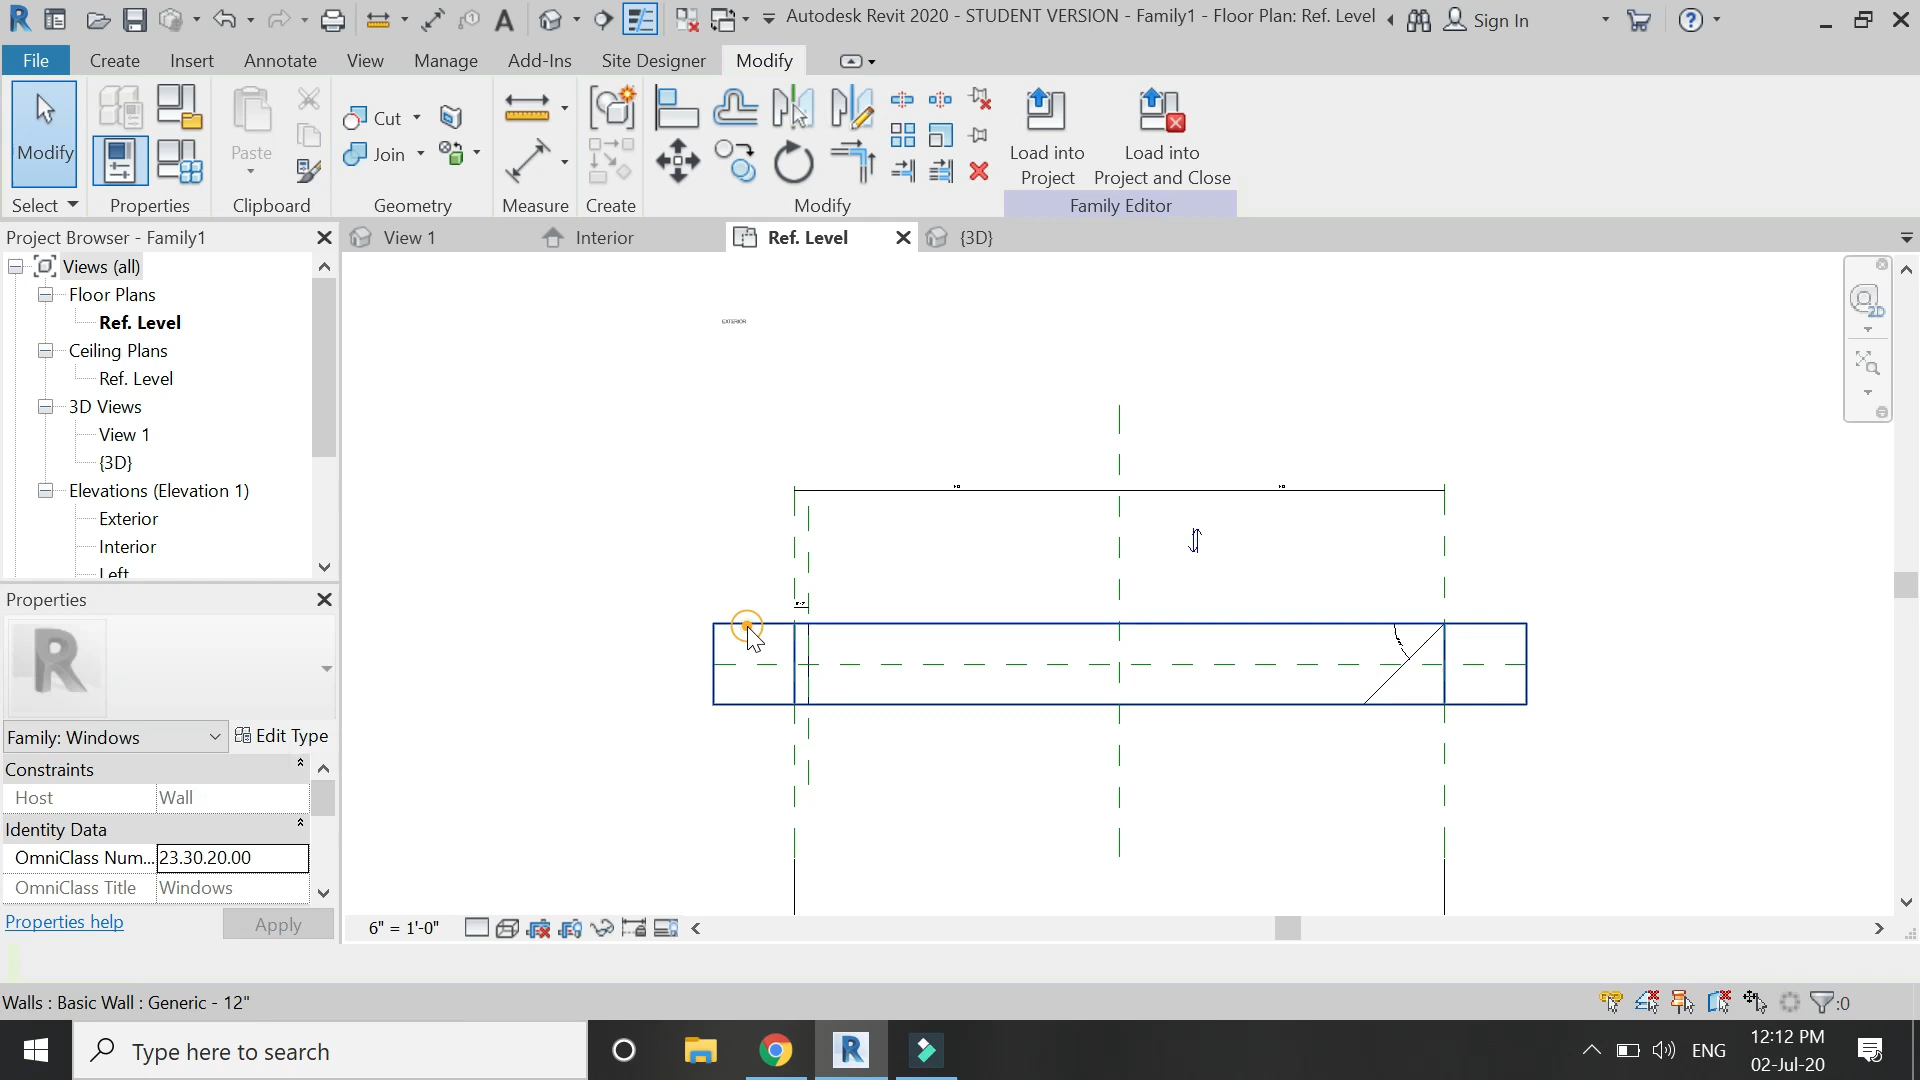 Autodesk Revit 2020 - STUDENT VERSION - Family1 - Floor Plan: Ref. Level
Sign In
File
Create
Insert
Annotate
View
Manage
Add-Ins
Site Designer
Modify
Modify
Paste
Cut
Join
Load into Project
Load into Project and Close
Select
Properties
Clipboard
Geometry
Measure
Create
Modify
Family Editor
Project Browser - Family1
View 1
Interior
Ref. Level
{3D}
Views (all)
Floor Plans
Ref. Level
Ceiling Plans
Ref. Level
3D Views
View 1
{3D}
Elevations (Elevation 1)
Exterior
Interior
Left
EXTERIOR
2D
Properties
R
Family: Windows
Edit Type
Constraints
Host
Wall
Identity Data
OmniClass Num...
23.30.20.00
OmniClass Title
Windows
Properties help
Apply
6" = 1'-0"
Walls : Basic Wall : Generic - 12"
:0
Type here to search
ENG
12:12 PM
02-Jul-20